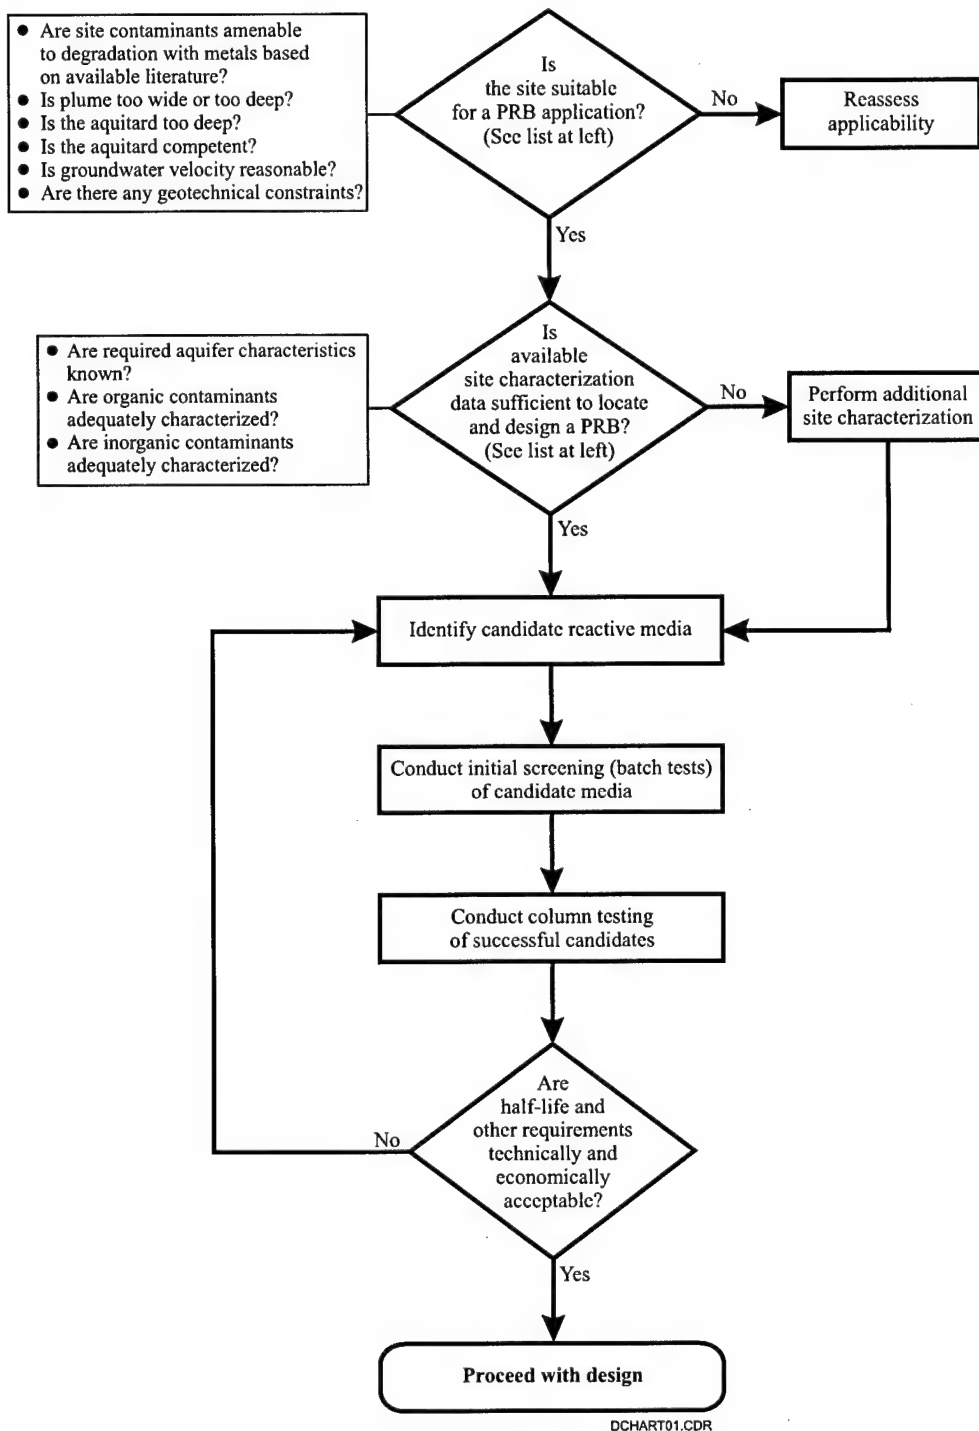 ● Are site contaminants amenable
to degradation with metals based
on available literature?
● Is plume too wide or too deep?
● Is the aquitard too deep?
● Is the aquitard competent?
● Is groundwater velocity reasonable?
● Are there any geotechnical constraints?
Is
the site suitable
for a PRB application?
(See list at left)
No
Reassess
applicability
Yes
● Are required aquifer characteristics
known?
● Are organic contaminants
adequately characterized?
● Are inorganic contaminants
adequately characterized?
Is
available
site characterization
data sufficient to locate
and design a PRB?
(See list at left)
No
Perform additional
site characterization
Yes
Identify candidate reactive media
Conduct initial screening (batch tests)
of candidate media
Conduct column testing
of successful candidates
Are
half-life and
other requirements
technically and
economically
acceptable?
No
Yes
Proceed with design
DCHART01.CDR